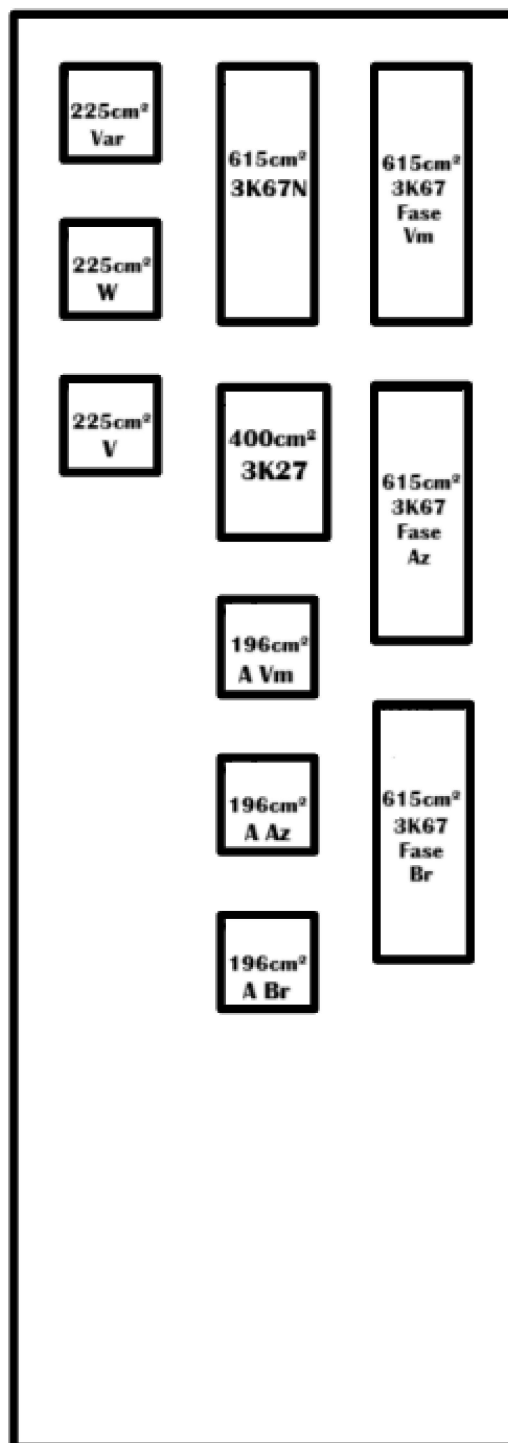 225cm²
Var
225cm²
W
225cm²
V
615cm²
3K67N
400cm²
3K27
196cm²
A Vm
196cm²
A Az
196cm²
A Br
615cm²
3K67
Fase
Vm
615cm²
3K67
Fase
Az
615cm²
3K67
Fase
Br